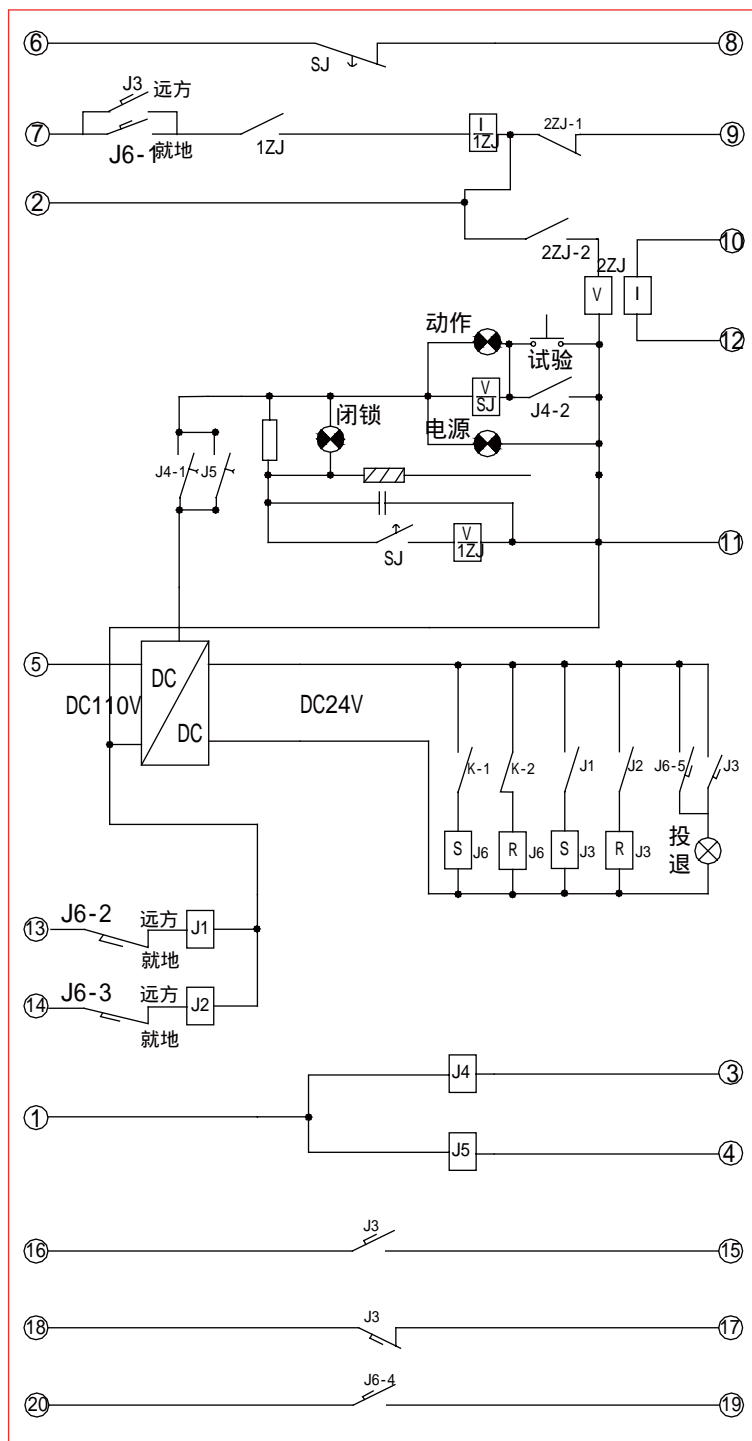 6 8
SJ
J3 远方
7 9
J6-1 就地
1ZJ
I
1ZJ
2ZJ-1
2
2ZJ-2
10
2ZJ
V I
12
动作
试验
V
SJ
J4-2
闭锁
电源
J4-1 J5
SJ
V
1ZJ
11
5
DC
DC
DC110V
DC24V
K-1 K-2 J1 J2 J6-5 J3
S J6 R J6 S J3 R J3
投
退
13 J6-2 远方 J1
就地
14 J6-3 远方 J2
就地
J4 3
1
J5 4
J3
16 15
J3
18 17
J6-4
20 19